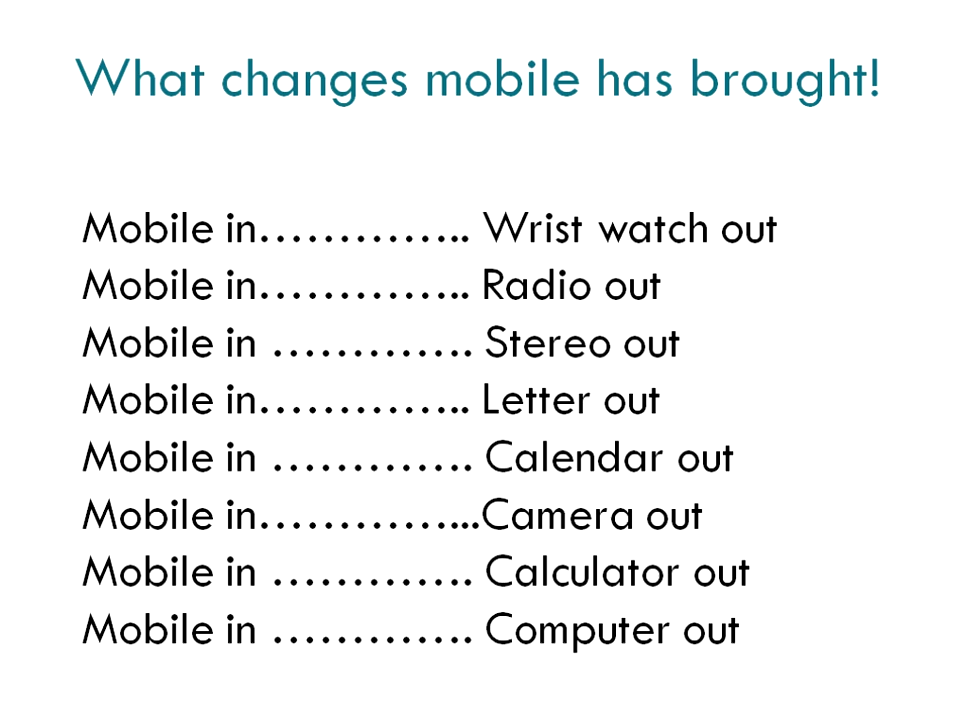 What changes mobile has brought!
Mobile in………….. Wrist watch out
Mobile in………….. Radio out
Mobile in …………. Stereo out
Mobile in………….. Letter out
Mobile in …………. Calendar out
Mobile in…………...Camera out
Mobile in …………. Calculator out
Mobile in …………. Computer out